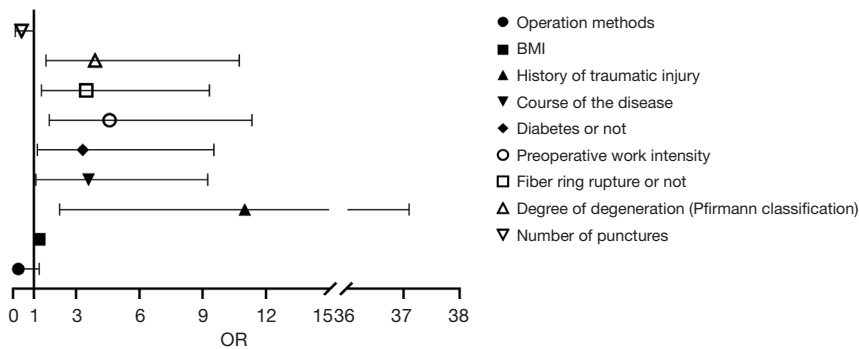 Operation methods
BMI
History of traumatic injury
Course of the disease
Diabetes or not
Preoperative work intensity
Fiber ring rupture or not
Degree of degeneration (Pfirmann classification)
Number of punctures
0 1 3 6 9 12 15 36 37 38
OR